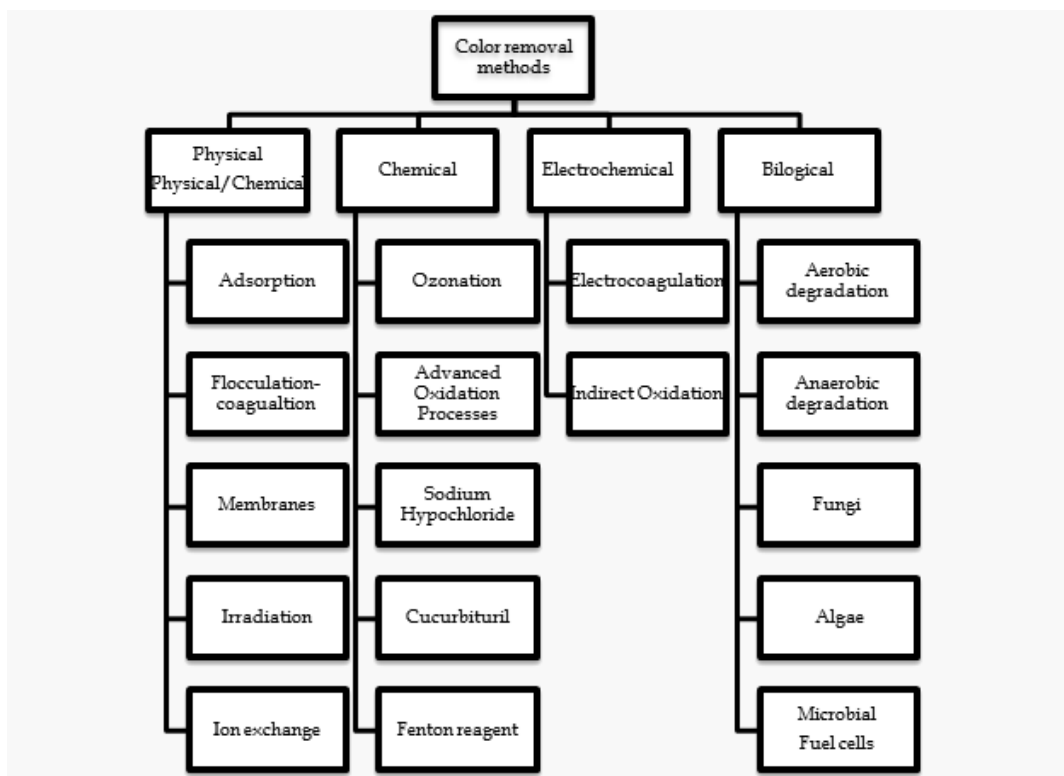 Color removal
methods
Physical
Physical/Chemical
Chemical
Electrochemical
Bilogical
Adsorption
Ozonation
Electrocoagulation
Aerobic
degradation
Flocculation-
coagualtion
Advanced
Oxidation
Processes
Indirect Oxidation
Anaerobic
degradation
Membranes
Sodium
Hypochloride
Fungi
Irradiation
Cucurbituril
Algae
Ion exchange
Fenton reagent
Microbial
Fuel cells